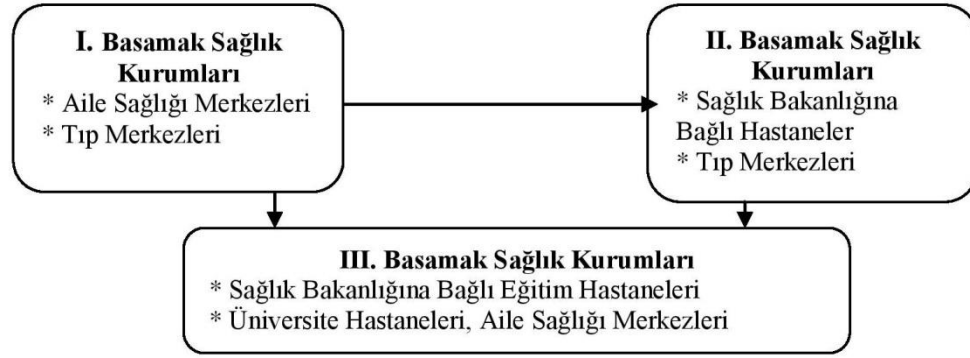 I. Basamak Sağlık
Kurumları
* Aile Sağlığı Merkezleri
* Tıp Merkezleri
II. Basamak Sağlık
Kurumları
* Sağlık Bakanlığına
Bağlı Hastaneler
* Tıp Merkezleri
III. Basamak Sağlık Kurumları
* Sağlık Bakanlığına Bağlı Eğitim Hastaneleri
* Üniversite Hastaneleri, Aile Sağlığı Merkezleri